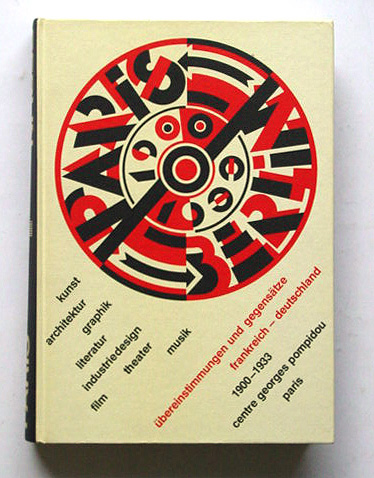 PARIS
BERLIN
kunst
architektur
graphik
literatur
industriedesign
film
theater
musik
übereinstimmungen und gegensätze
frankreich – deutschland
1900–1933
centre georges pompidou
paris